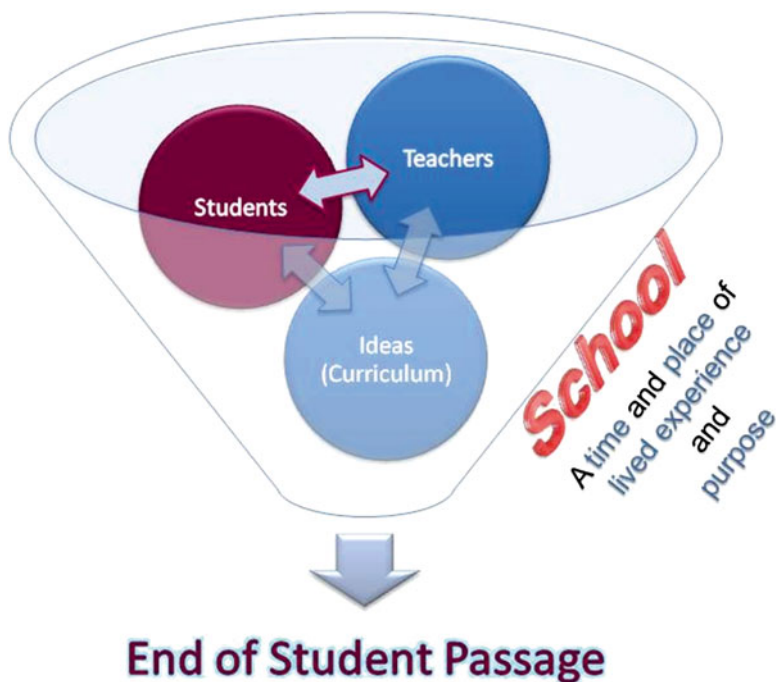 Teachers
Students
Ideas
(Curriculum)
School
A time and place of
lived experience
and
purpose
End of Student Passage